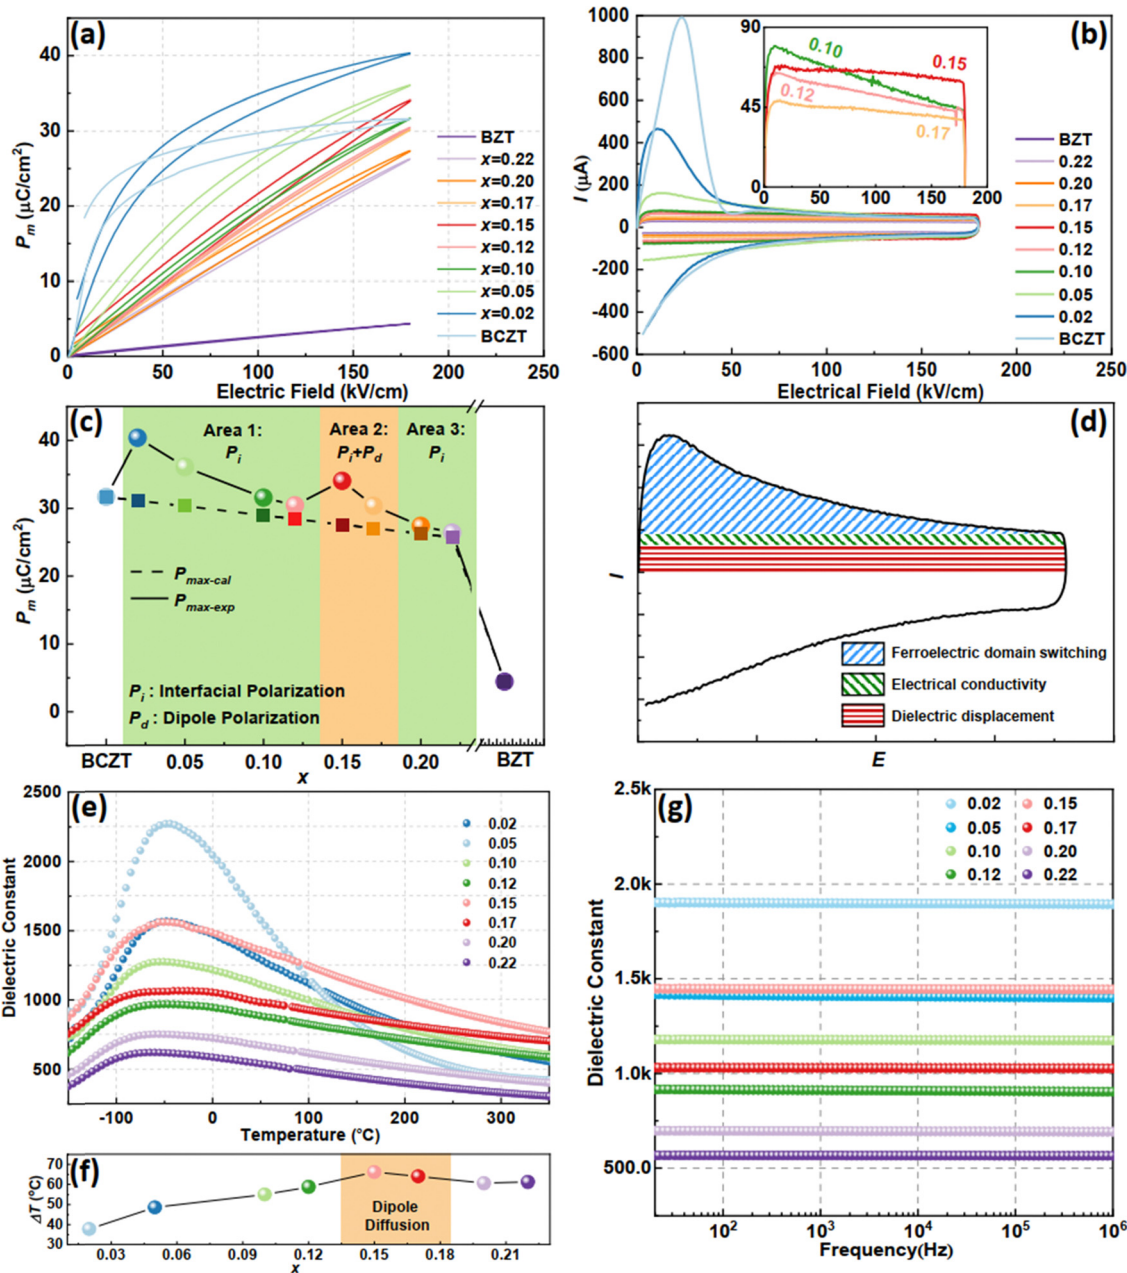 (a)
40
30
20
10
0
P_m (μC/cm²)
BZT
x=0.22
x=0.20
x=0.17
x=0.15
x=0.12
x=0.10
x=0.05
x=0.02
BCZT
0 50 100 150 200 250
Electric Field (kV/cm)
(b)
1000
800
600
400
200
0
-200
-400
-600
I (μA)
90
45
0
0 50 100 150 200
0.10
0.15
0.12
0.17
BZT
0.22
0.20
0.17
0.15
0.12
0.10
0.05
0.02
BCZT
0 50 100 150 200 250
Electrical Field (kV/cm)
(c)
40
30
20
10
0
P_m (μC/cm²)
Area 1:
P_i
Area 2:
P_i+P_d
Area 3:
P_i
P_max-cal
P_max-exp
P_i : Interfacial Polarization
P_d : Dipole Polarization
BCZT 0.05 0.10 0.15 0.20 BZT
x
(d)
I
Ferroelectric domain switching
Electrical conductivity
Dielectric displacement
E
(e)
2500
2000
1500
1000
500
Dielectric Constant
0.02
0.05
0.10
0.12
0.15
0.17
0.20
0.22
-100 0 100 200 300
Temperature (°C)
(f)
70
60
50
40
30
ΔT (°C)
Dipole
Diffusion
0.03 0.06 0.09 0.12 0.15 0.18 0.21
x
(g)
2.5k
2.0k
1.5k
1.0k
500.0
Dielectric Constant
0.02 0.15
0.05 0.17
0.10 0.20
0.12 0.22
10² 10³ 10⁴ 10⁵ 10⁶
Frequency(Hz)